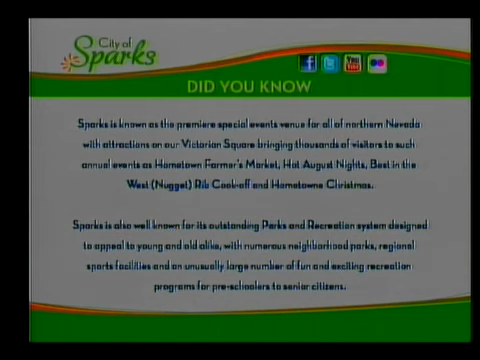 City of
Sparks
f t You Tube
DID YOU KNOW
Sparks is known as the premiere special events venue for all of northern Nevada
with attractions on our Victorian Square bringing thousands of visitors to such
annual events as Hometown Farmer's Market, Hot August Nights, Best in the
West (Nugget) Rib Cook-off and Hometowne Christmas.
Sparks is also well known for its outstanding Parks and Recreation system designed
to appeal to young and old alike, with numerous neighborhood parks, regional
sports facilities and an unusually large number of fun and exciting recreation
programs for pre-schoolers to senior citizens.